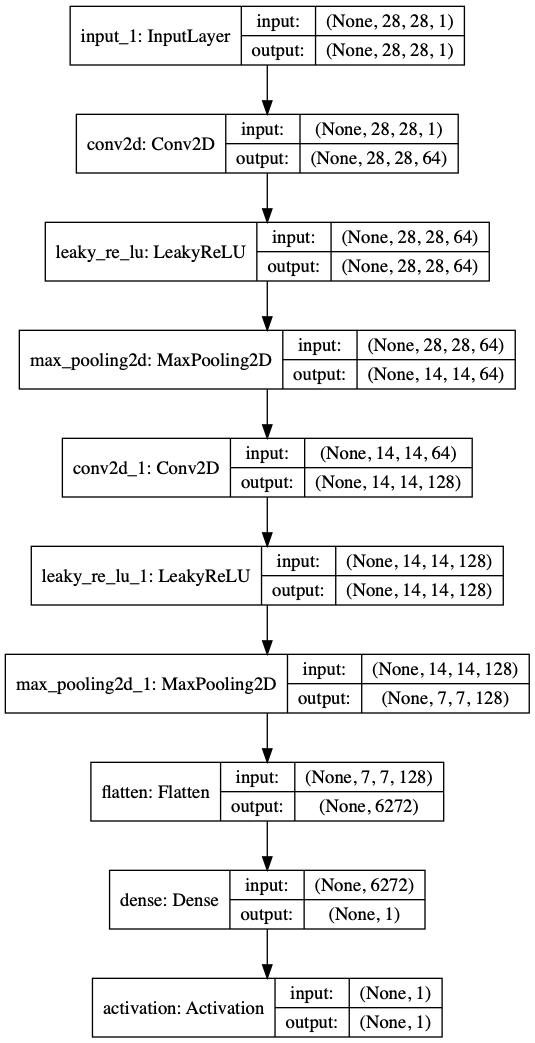 input_1: InputLayer
input: (None, 28, 28, 1)
output: (None, 28, 28, 1)
conv2d: Conv2D
input: (None, 28, 28, 1)
output: (None, 28, 28, 64)
leaky_re_lu: LeakyReLU
input: (None, 28, 28, 64)
output: (None, 28, 28, 64)
max_pooling2d: MaxPooling2D
input: (None, 28, 28, 64)
output: (None, 14, 14, 64)
conv2d_1: Conv2D
input: (None, 14, 14, 64)
output: (None, 14, 14, 128)
leaky_re_lu_1: LeakyReLU
input: (None, 14, 14, 128)
output: (None, 14, 14, 128)
max_pooling2d_1: MaxPooling2D
input: (None, 14, 14, 128)
output: (None, 7, 7, 128)
flatten: Flatten
input: (None, 7, 7, 128)
output: (None, 6272)
dense: Dense
input: (None, 6272)
output: (None, 1)
activation: Activation
input: (None, 1)
output: (None, 1)